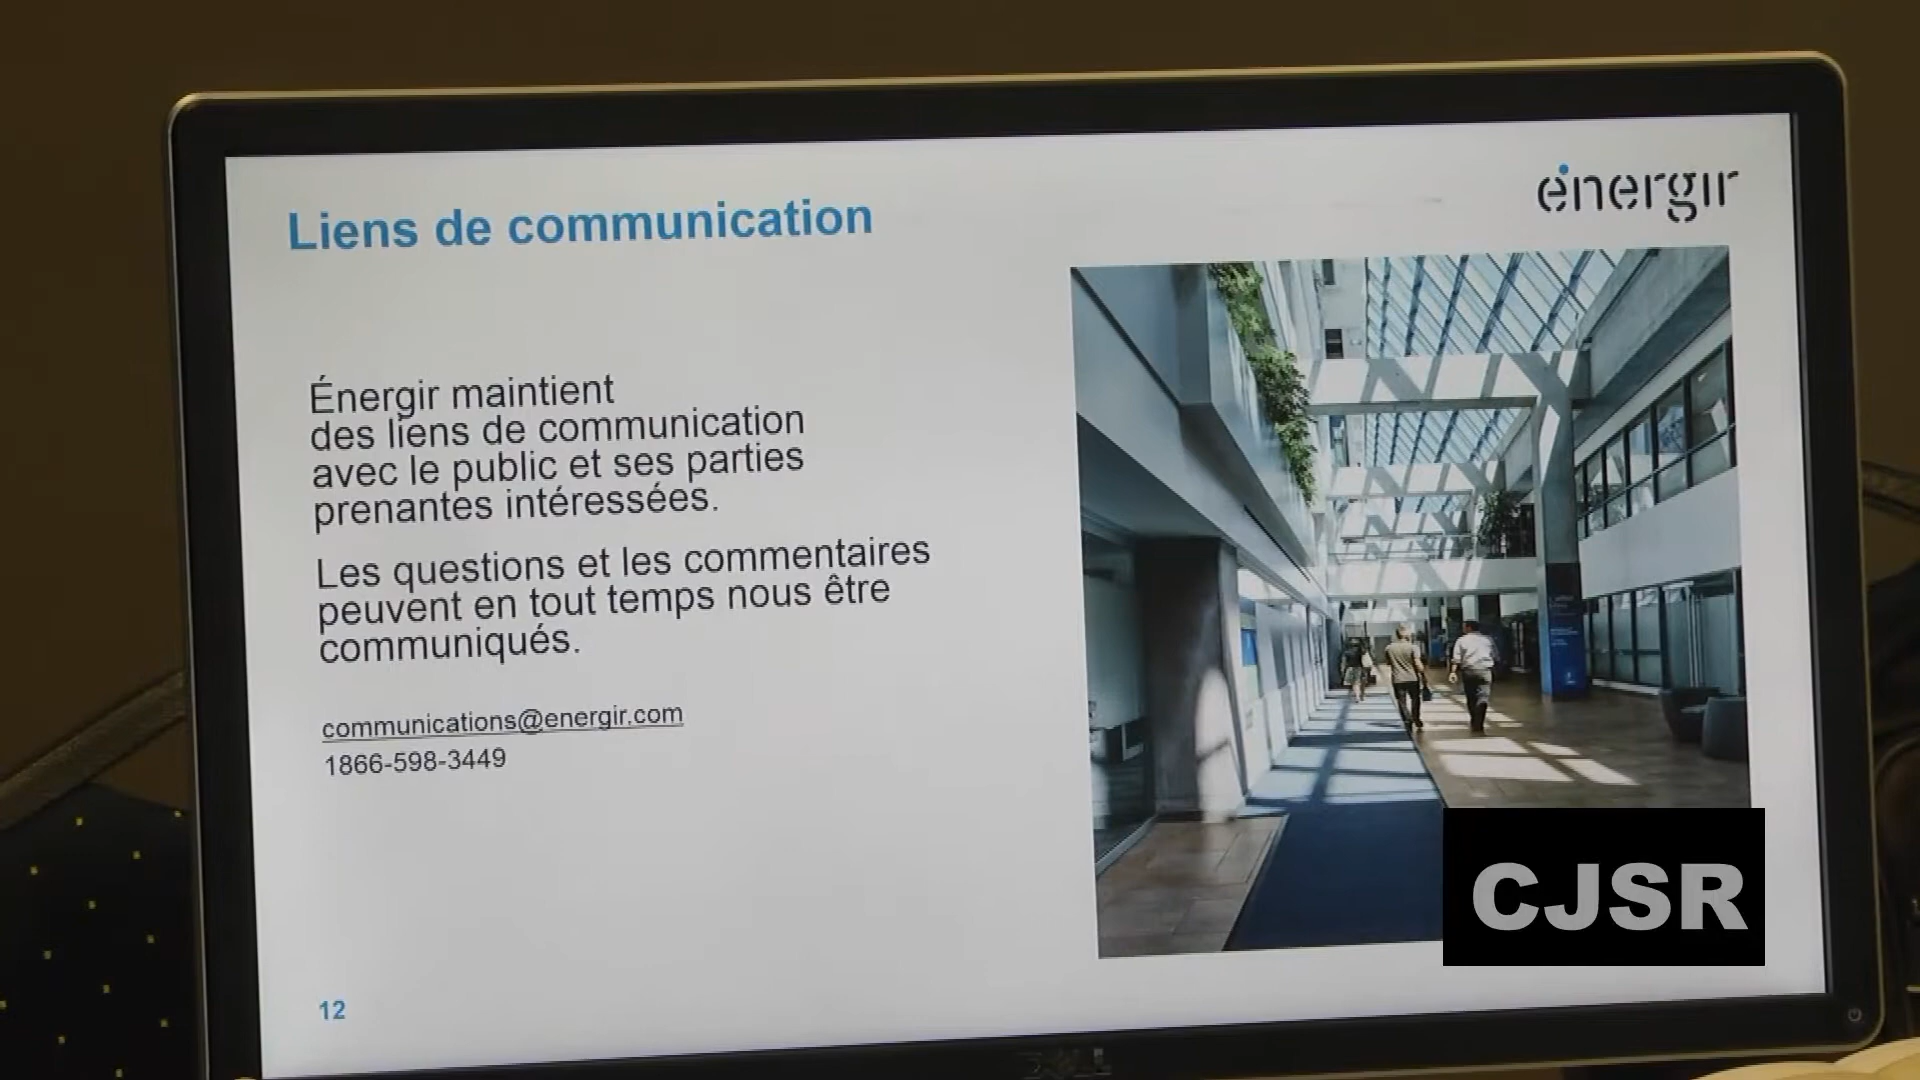 énergir
Liens de communication
Énergir maintient
des liens de communication
avec le public et ses parties
prenantes intéressées.
Les questions et les commentaires
peuvent en tout temps nous être
communiqués.
communications@energir.com
1866-598-3449
CJSR
12
DELL